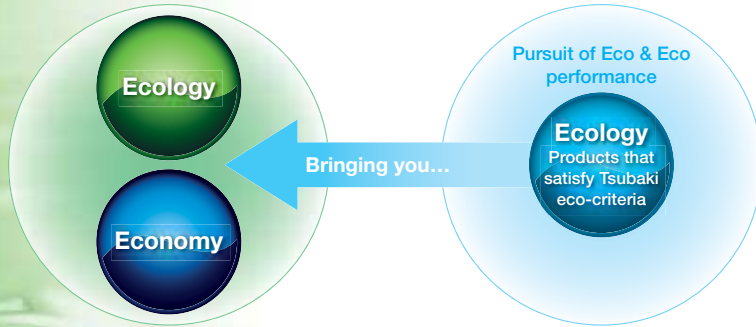 Ecology
Economy
Bringing you...
Pursuit of Eco & Eco
performance
Ecology
Products that
satisfy Tsubaki
eco-criteria